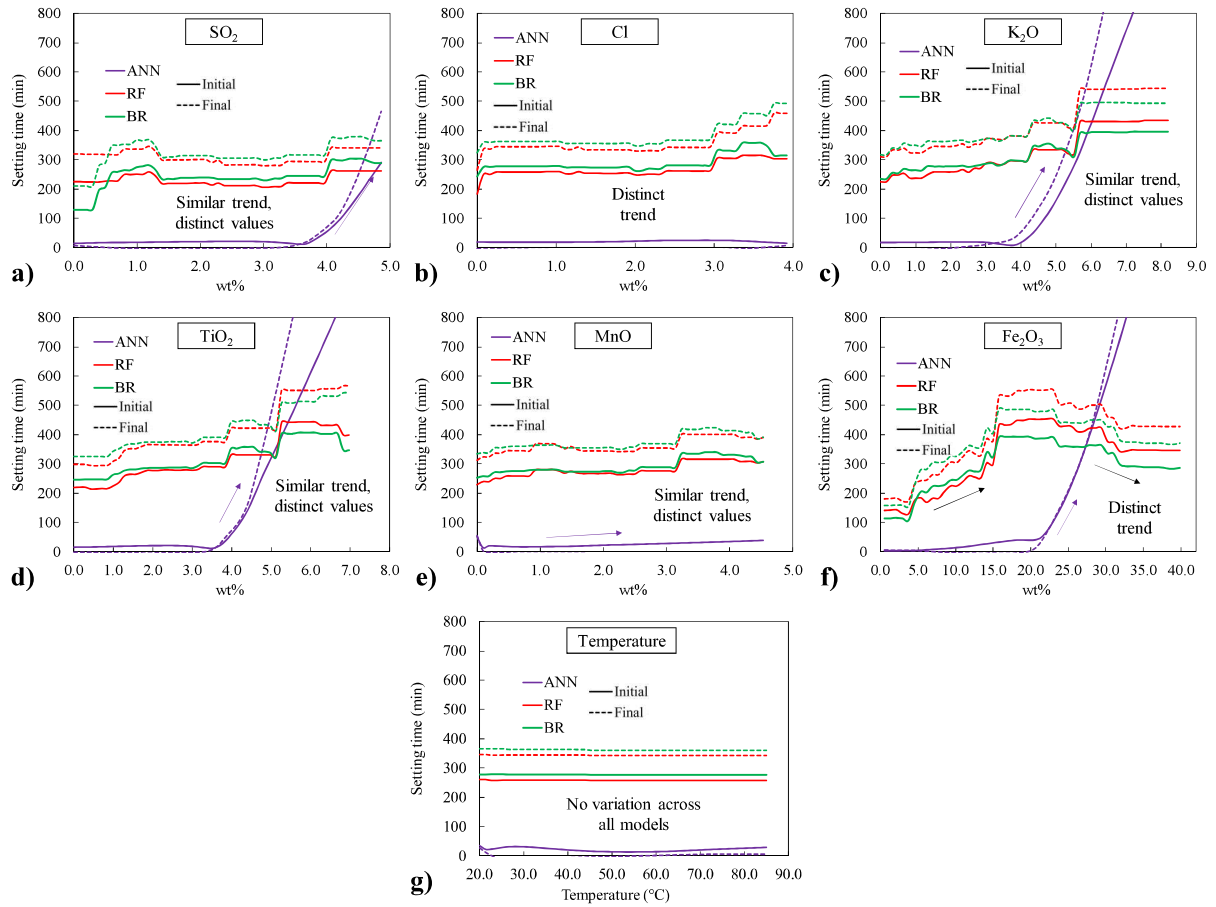 SO2
800
700
600
500
400
300
200
100
0
Setting time (min)
ANN
RF
BR
Initial
Final
Similar trend,
distinct values
0.0 1.0 2.0 3.0 4.0 5.0
wt%
a)
Cl
800
700
600
500
400
300
200
100
0
Setting time (min)
ANN
RF
BR
Initial
Final
Distinct
trend
0.0 1.0 2.0 3.0 4.0
wt%
b)
K2O
800
700
600
500
400
300
200
100
0
Setting time (min)
ANN
RF
BR
Initial
Final
Similar trend,
distinct values
0.0 1.0 2.0 3.0 4.0 5.0 6.0 7.0 8.0 9.0
wt%
c)
TiO2
800
700
600
500
400
300
200
100
0
Setting time (min)
ANN
RF
BR
Initial
Final
Similar trend,
distinct values
0.0 1.0 2.0 3.0 4.0 5.0 6.0 7.0 8.0
wt%
d)
MnO
800
700
600
500
400
300
200
100
0
Setting time (min)
ANN
RF
BR
Initial
Final
Similar trend,
distinct values
0.0 1.0 2.0 3.0 4.0 5.0
wt%
e)
Fe2O3
800
700
600
500
400
300
200
100
0
Setting time (min)
ANN
RF
BR
Initial
Final
Distinct
trend
0.0 5.0 10.0 15.0 20.0 25.0 30.0 35.0 40.0
wt%
f)
Temperature
800
700
600
500
400
300
200
100
0
Setting time (min)
ANN
RF
BR
Initial
Final
No variation across
all models
20.0 30.0 40.0 50.0 60.0 70.0 80.0 90.0
Temperature (°C)
g)